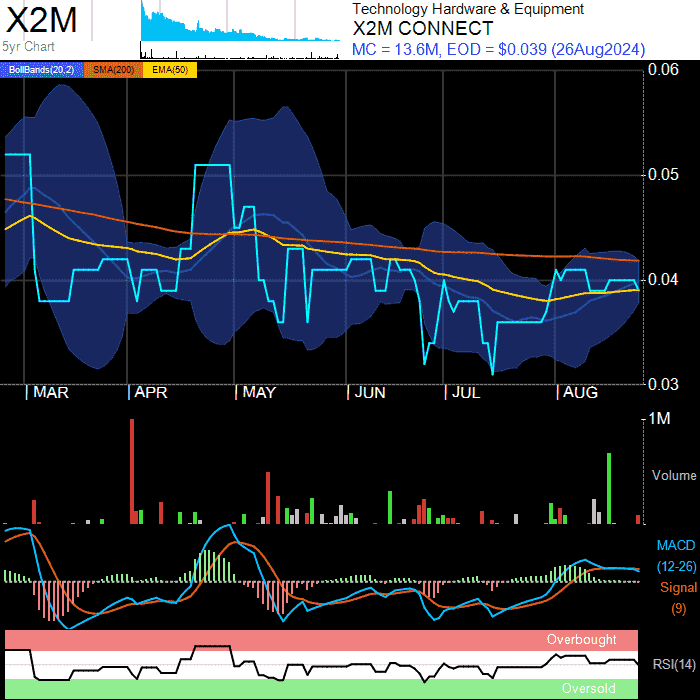 X2M
5yr Chart
Technology Hardware & Equipment
X2M CONNECT
MC = 13.6M, EOD = $0.039 (26Aug2024)
BollBands(20,2) SMA(200) EMA(50)
0.06
0.05
0.04
0.03
MAR APR MAY JUN JUL AUG
1M
Volume
MACD
(12-26)
Signal
(9)
Overbought
RSI(14)
Oversold